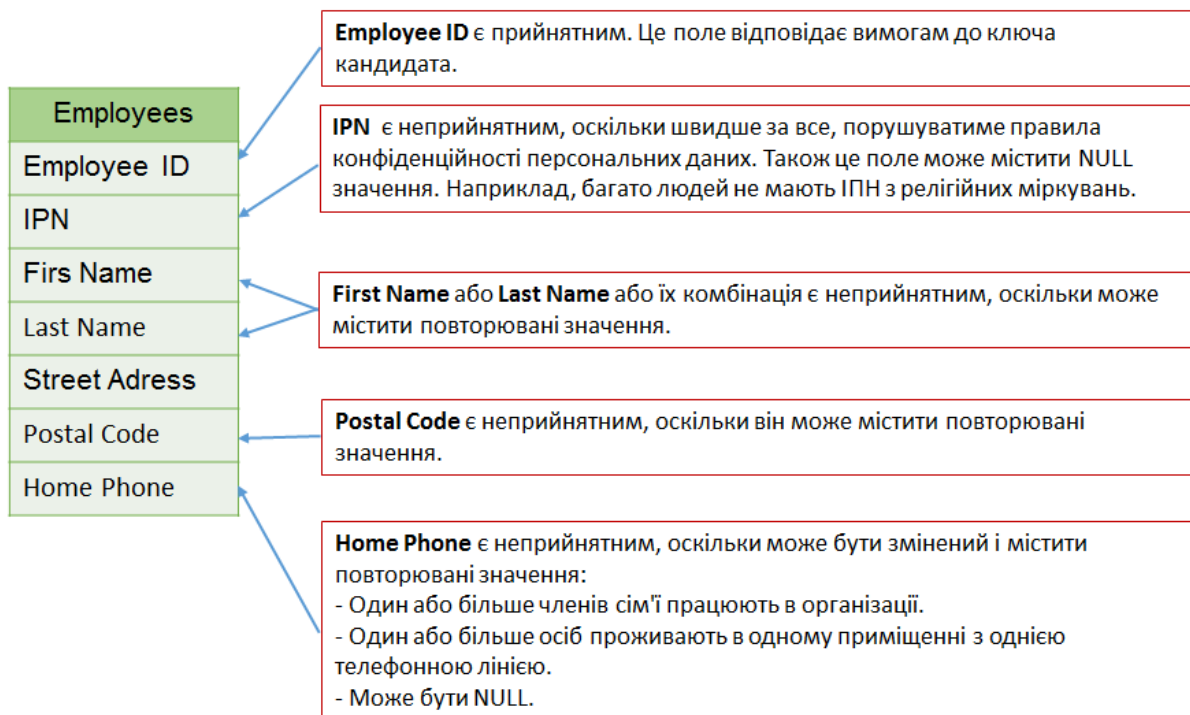 Employees
Employee ID
IPN
Firs Name
Last Name
Street Adress
Postal Code
Home Phone
Employee ID є прийнятним. Це поле відповідає вимогам до ключа
кандидата.
IPN є неприйнятним, оскільки швидше за все, порушуватиме правила
конфіденційності персональних даних. Також це поле може містити NULL
значення. Наприклад, багато людей не мають ІПН з релігійних міркувань.
First Name або Last Name або їх комбінація є неприйнятним, оскільки може
містити повторювані значення.
Postal Code є неприйнятним, оскільки він може містити повторювані
значення.
Home Phone є неприйнятним, оскільки може бути змінений і містити
повторювані значення:
- Один або більше членів сім'ї працюють в організації.
- Один або більше осіб проживають в одному приміщенні з однією
телефонною лінією.
- Може бути NULL.